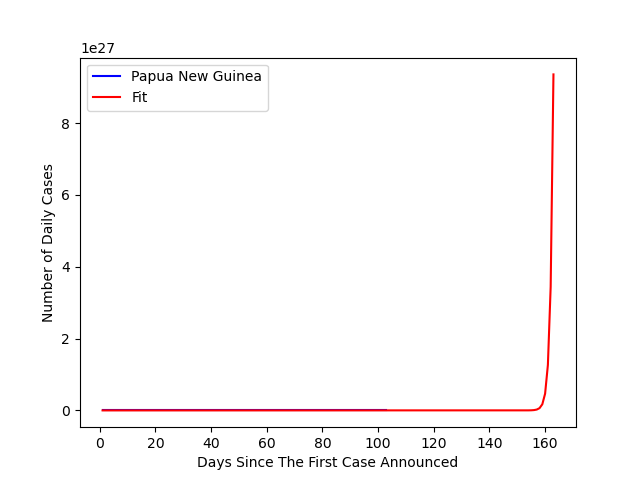 1e27
Papua New Guinea
Fit
8
6
4
2
0
Number of Daily Cases
0 20 40 60 80 100 120 140 160
Days Since The First Case Announced